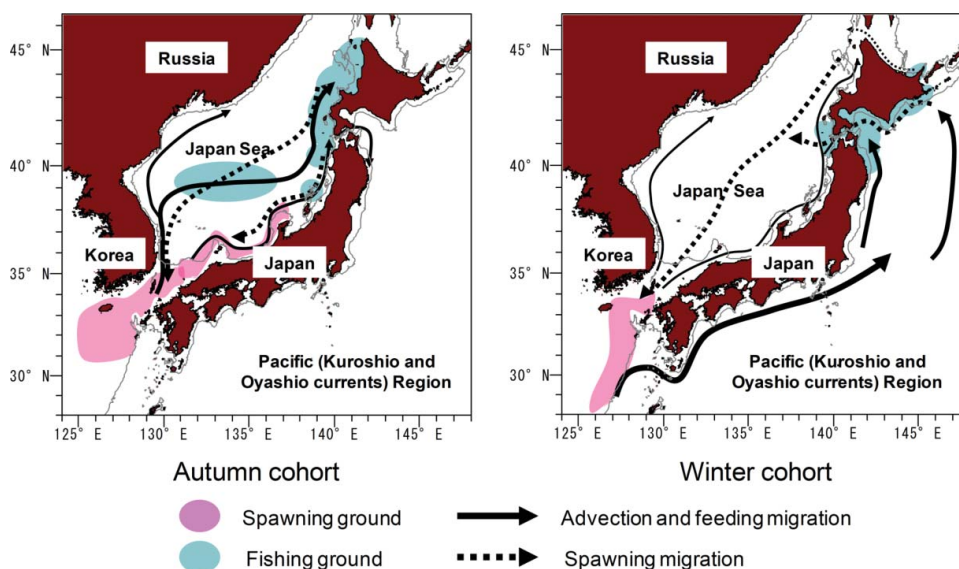 45° N
40° N
35° N
30° N
Russia
Japan Sea
Korea
Japan
Pacific (Kuroshio and
Oyashio currents) Region
125° E
130° E
135° E
140° E
145° E
45° N
40° N
35° N
30° N
Russia
Japan Sea
Korea
Japan
Pacific (Kuroshio and
Oyashio currents) Region
125° E
130° E
135° E
140° E
145° E
Autumn cohort
Winter cohort
Spawning ground
Advection and feeding migration
Fishing ground
Spawning migration